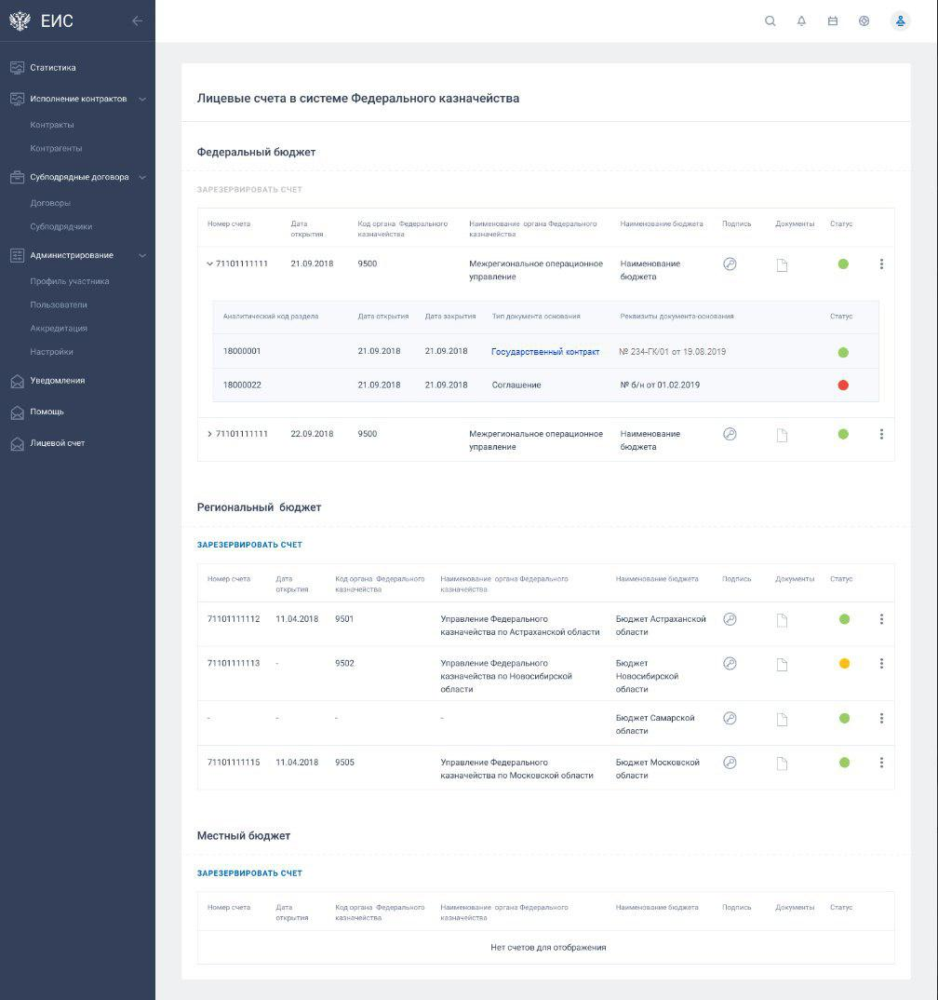 ЕИС
Статистика
Исполнение контрактов
Контракты
Контрагенты
Субподрядные договора
Договоры
Субподрядчики
Администрирование
Профиль участника
Пользователи
Аккредитация
Настройки
Уведомления
Помощь
Лицевой счет
Лицевые счета в системе Федерального казначейства
Федеральный бюджет
ЗАРЕЗЕРВИРОВАТЬ СЧЕТ
Номер счета Дата Код органа Федерального Наименование органа Федерального Наименование бюджета Подпись Документы Статус
открытия казначейства казначейства
71101111111 21.09.2018 9500 Межрегиональное операционное Наименование
управление бюджета
Аналитический код раздела Дата открытия Дата закрытия Тип документа основания Реквизиты документа-основания Статус
18000001 21.09.2018 21.09.2018 Государственный контракт № 234-ГК/01 от 19.08.2019
18000022 21.09.2018 21.09.2018 Соглашение № б/н от 01.02.2019
71101111111 22.09.2018 9500 Межрегиональное операционное Наименование
управление бюджета
Региональный бюджет
ЗАРЕЗЕРВИРОВАТЬ СЧЕТ
Номер счета Дата Код органа Федерального Наименование органа Федерального Наименование бюджета Подпись Документы Статус
открытия казначейства казначейства
71101111112 11.04.2018 9501 Управление Федерального Бюджет Астраханской
казначейства по Астраханской области области
71101111113 - 9502 Управление Федерального Бюджет
казначейства по Новосибирской Новосибирской
области области
- - - - Бюджет Самарской
области
71101111115 11.04.2018 9505 Управление Федерального Бюджет Московской
казначейства по Московской области области
Местный бюджет
ЗАРЕЗЕРВИРОВАТЬ СЧЕТ
Номер счета Дата Код органа Федерального Наименование органа Федерального Наименование бюджета Подпись Документы Статус
открытия казначейства казначейства
Нет счетов для отображения